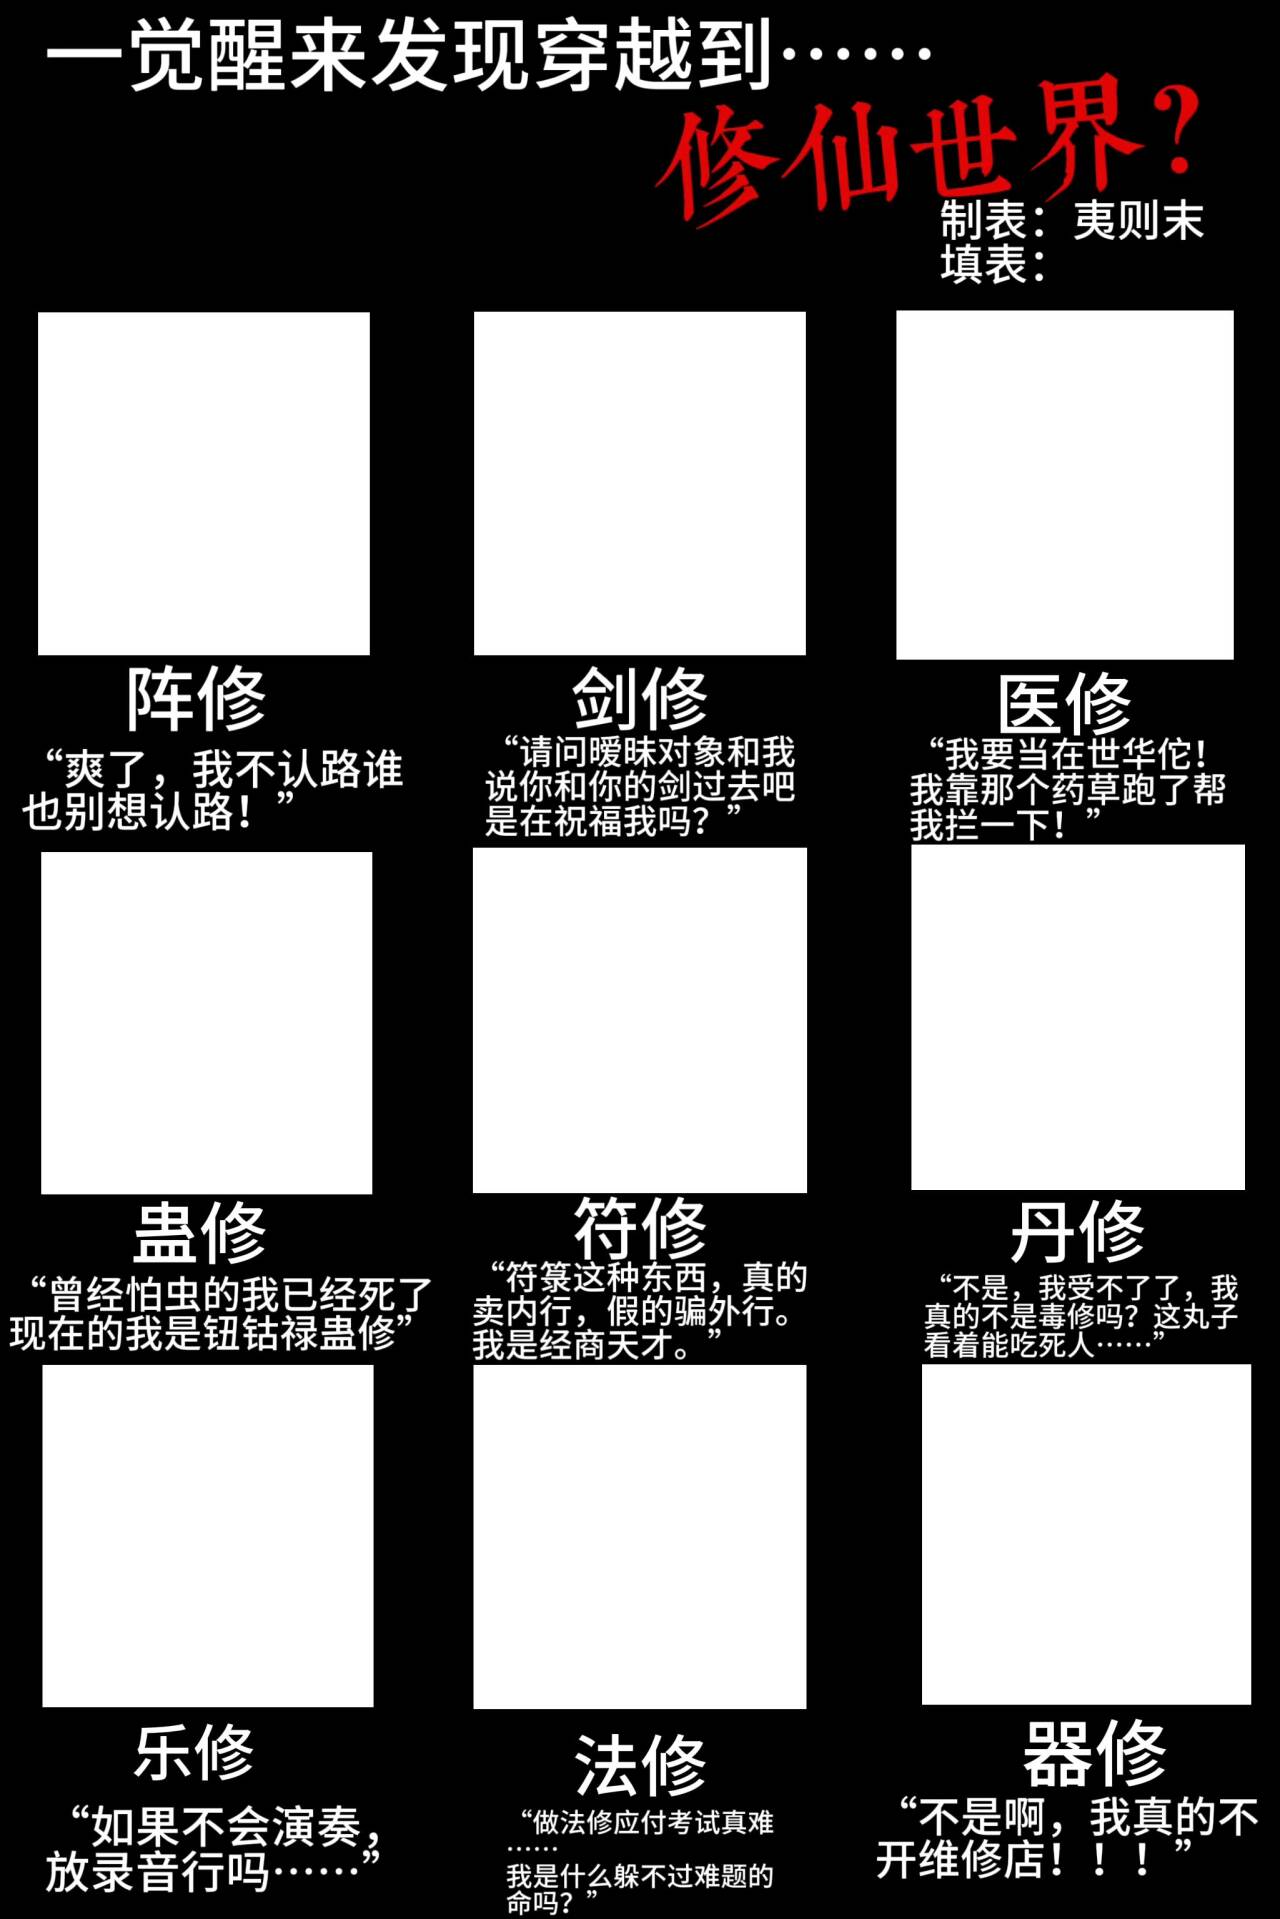 一觉醒来发现穿越到……
修仙世界?
制表：夷则末
填表：
阵修
“爽了，我不认路谁
也别想认路！”
剑修
“请问暧昧对象和我
说你和你的剑过去吧
是在祝福我吗？”
医修
“我要当在世华佗！
我靠那个药草跑了帮
我拦一下！”
蛊修
“曾经怕虫的我已经死了
现在的我是钮钴禄蛊修”
符修
“符箓这种东西，真的
卖内行，假的骗外行。
我是经商天才。”
丹修
“不是，我受不了了，我
真的不是毒修吗？这丸子
看着能吃死人……”
乐修
“如果不会演奏，
放录音行吗……”
法修
“做法修应付考试真难
……
我是什么躲不过难题的
命吗？”
器修
“不是啊，我真的不
开维修店！！！”